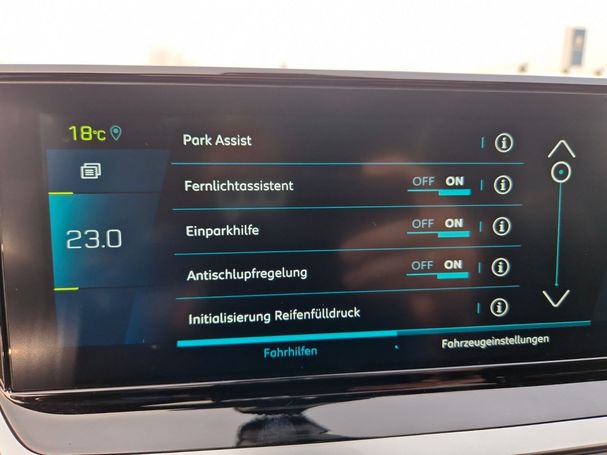 18°C
Park Assist
Fernlichtassistent OFF ON
23.0
Einparkhilfe OFF ON
Antischlupfregelung OFF ON
Initialisierung Reifenfülldruck
Fahrhilfen Fahrzeugeinstellungen